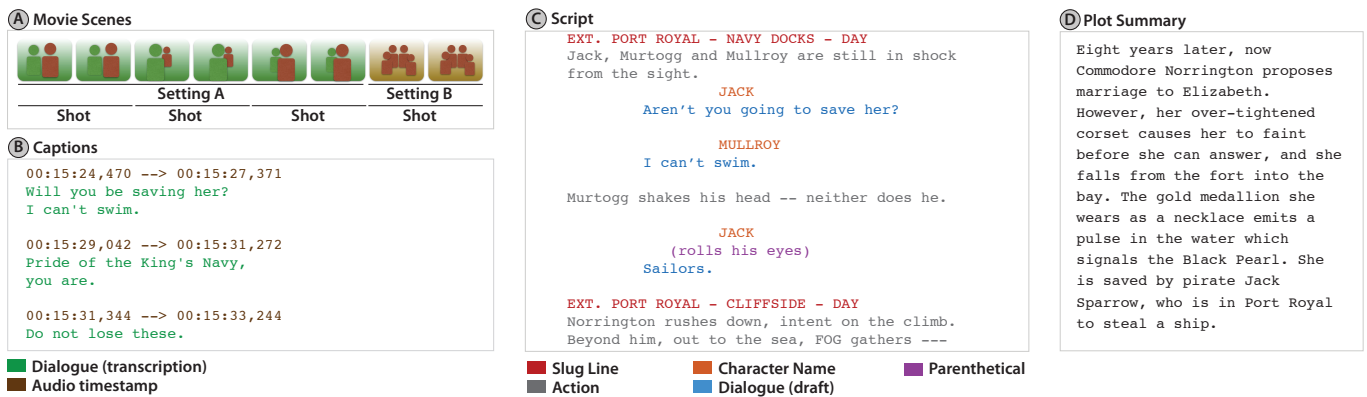 A Movie Scenes
Setting A Setting B
Shot Shot Shot Shot
B Captions
00:15:24,470 --> 00:15:27,371
Will you be saving her?
I can't swim.
00:15:29,042 --> 00:15:31,272
Pride of the King's Navy,
you are.
00:15:31,344 --> 00:15:33,244
Do not lose these.
Dialogue (transcription)
Audio timestamp
C Script
EXT. PORT ROYAL – NAVY DOCKS – DAY
Jack, Murtogg and Mullroy are still in shock
from the sight.
JACK
Aren't you going to save her?
MULLROY
I can't swim.
Murtogg shakes his head -- neither does he.
JACK
(rolls his eyes)
Sailors.
EXT. PORT ROYAL – CLIFFSIDE – DAY
Norrington rushes down, intent on the climb.
Beyond him, out to the sea, FOG gathers ---
Slug Line Character Name Parenthetical
Action Dialogue (draft)
D Plot Summary
Eight years later, now
Commodore Norrington proposes
marriage to Elizabeth.
However, her over-tightened
corset causes her to faint
before she can answer, and she
falls from the fort into the
bay. The gold medallion she
wears as a necklace emits a
pulse in the water which
signals the Black Pearl. She
is saved by pirate Jack
Sparrow, who is in Port Royal
to steal a ship.